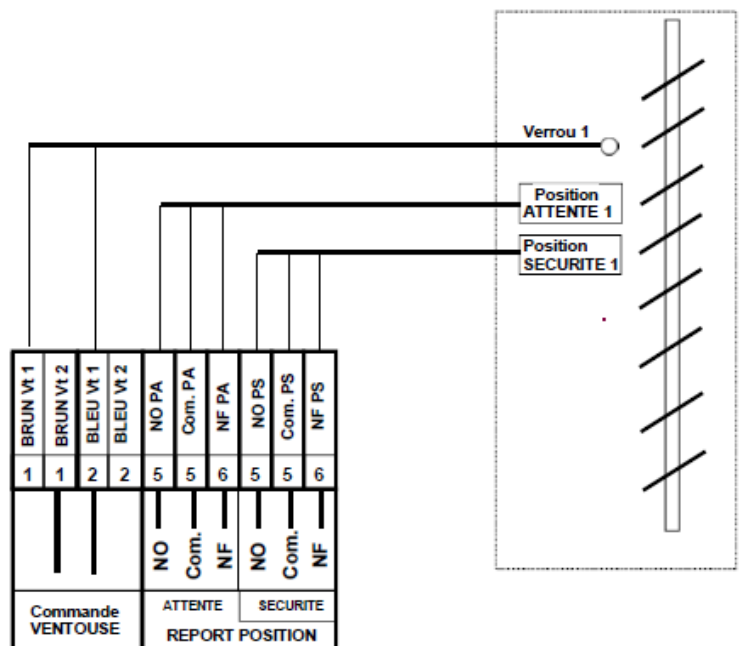 Verrou 1
Position
ATTENTE 1
Position
SECURITE 1
BRUN Vt 1
BRUN Vt 2
BLEU Vt 1
BLEU Vt 2
NO PA
Com. PA
NF PA
NO PS
Com. PS
NF PS
1 1 2 2 5 5 6 5 5 6
NO
Com.
NF
NO
Com.
NF
Commande
VENTOUSE
ATTENTE
SECURITE
REPORT POSITION